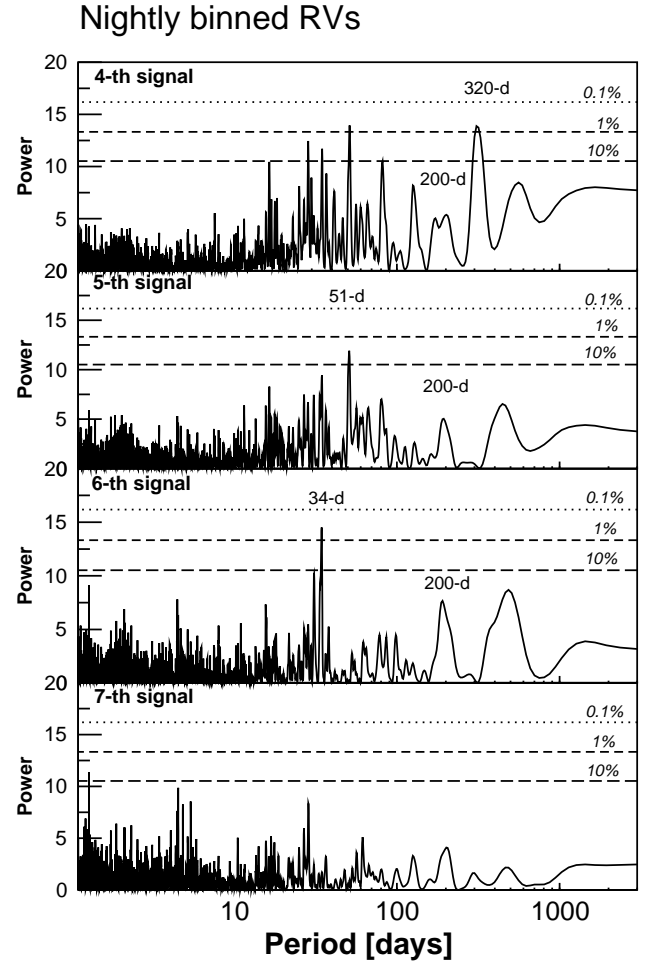 Nightly binned RVs
20
4-th signal
320-d
0.1%
15
1%
10%
10
200-d
5
Power
20
5-th signal
51-d
0.1%
15
1%
10%
10
200-d
5
Power
20
6-th signal
34-d
0.1%
15
1%
10%
10
200-d
5
Power
20
7-th signal
0.1%
15
1%
10%
10
5
0
Power
10
100
1000
Period [days]